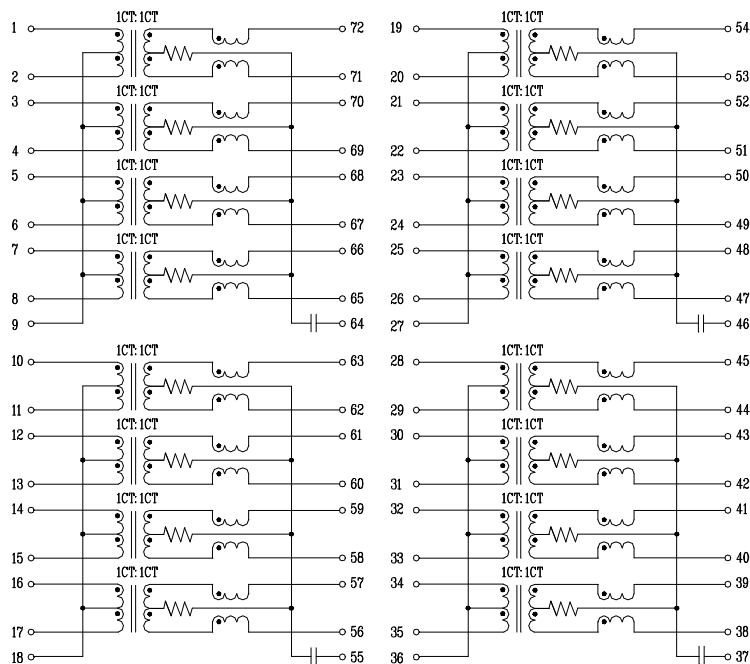 1CT:1CT 1CT:1CT
1 72 19 54
2 71 20 53
1CT:1CT 1CT:1CT
3 70 21 52
4 69 22 51
1CT:1CT 1CT:1CT
5 68 23 50
6 67 24 49
1CT:1CT 1CT:1CT
7 66 25 48
8 65 26 47
9 64 27 46
1CT:1CT 1CT:1CT
10 63 28 45
11 62 29 44
1CT:1CT 1CT:1CT
12 61 30 43
13 60 31 42
1CT:1CT 1CT:1CT
14 59 32 41
15 58 33 40
1CT:1CT 1CT:1CT
16 57 34 39
17 56 35 38
18 55 36 37